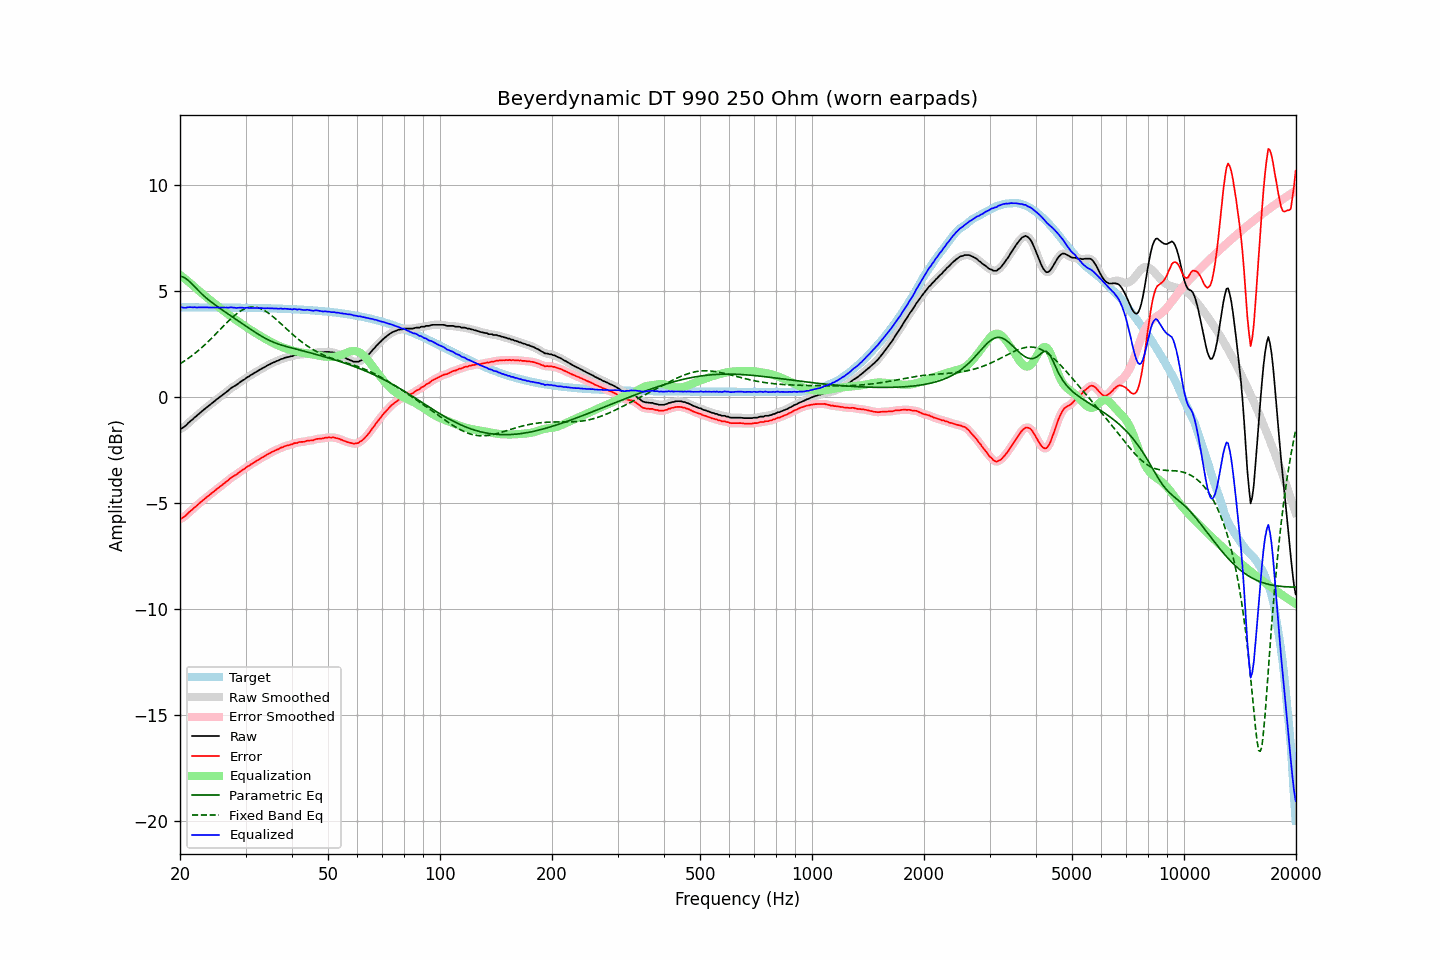 Beyerdynamic DT 990 250 Ohm (worn earpads)
Amplitude (dBr)
10
5
0
−5
−10
−15
−20
Target
Raw Smoothed
Error Smoothed
Raw
Error
Equalization
Parametric Eq
Fixed Band Eq
Equalized
20 50 100 200 500 1000 2000 5000 10000 20000
Frequency (Hz)